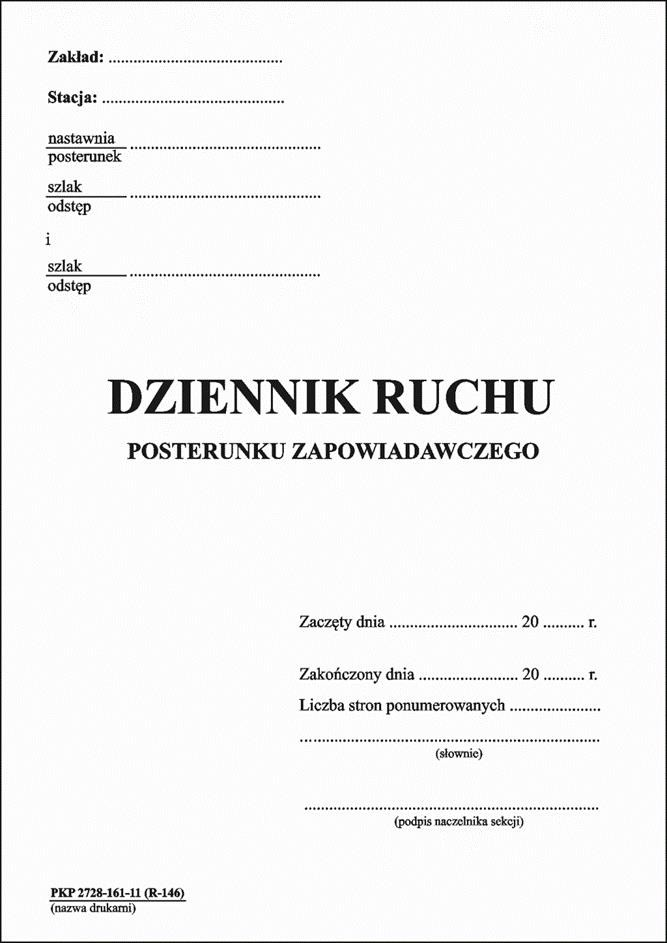 Zakład: ..........................................
Stacja: ............................................
nastawnia
posterunek ..............................................
szlak
odstęp ..............................................
i
szlak
odstęp ..............................................
DZIENNIK RUCHU
POSTERUNKU ZAPOWIADAWCZEGO
Zaczęty dnia ............................... 20 .......... r.
Zakończony dnia ........................ 20 .......... r.
Liczba stron ponumerowanych ......................
.........................................................................
(słownie)
.......................................................................
(podpis naczelnika sekcji)
PKP 2728-161-11 (R-146)
(nazwa drukarni)